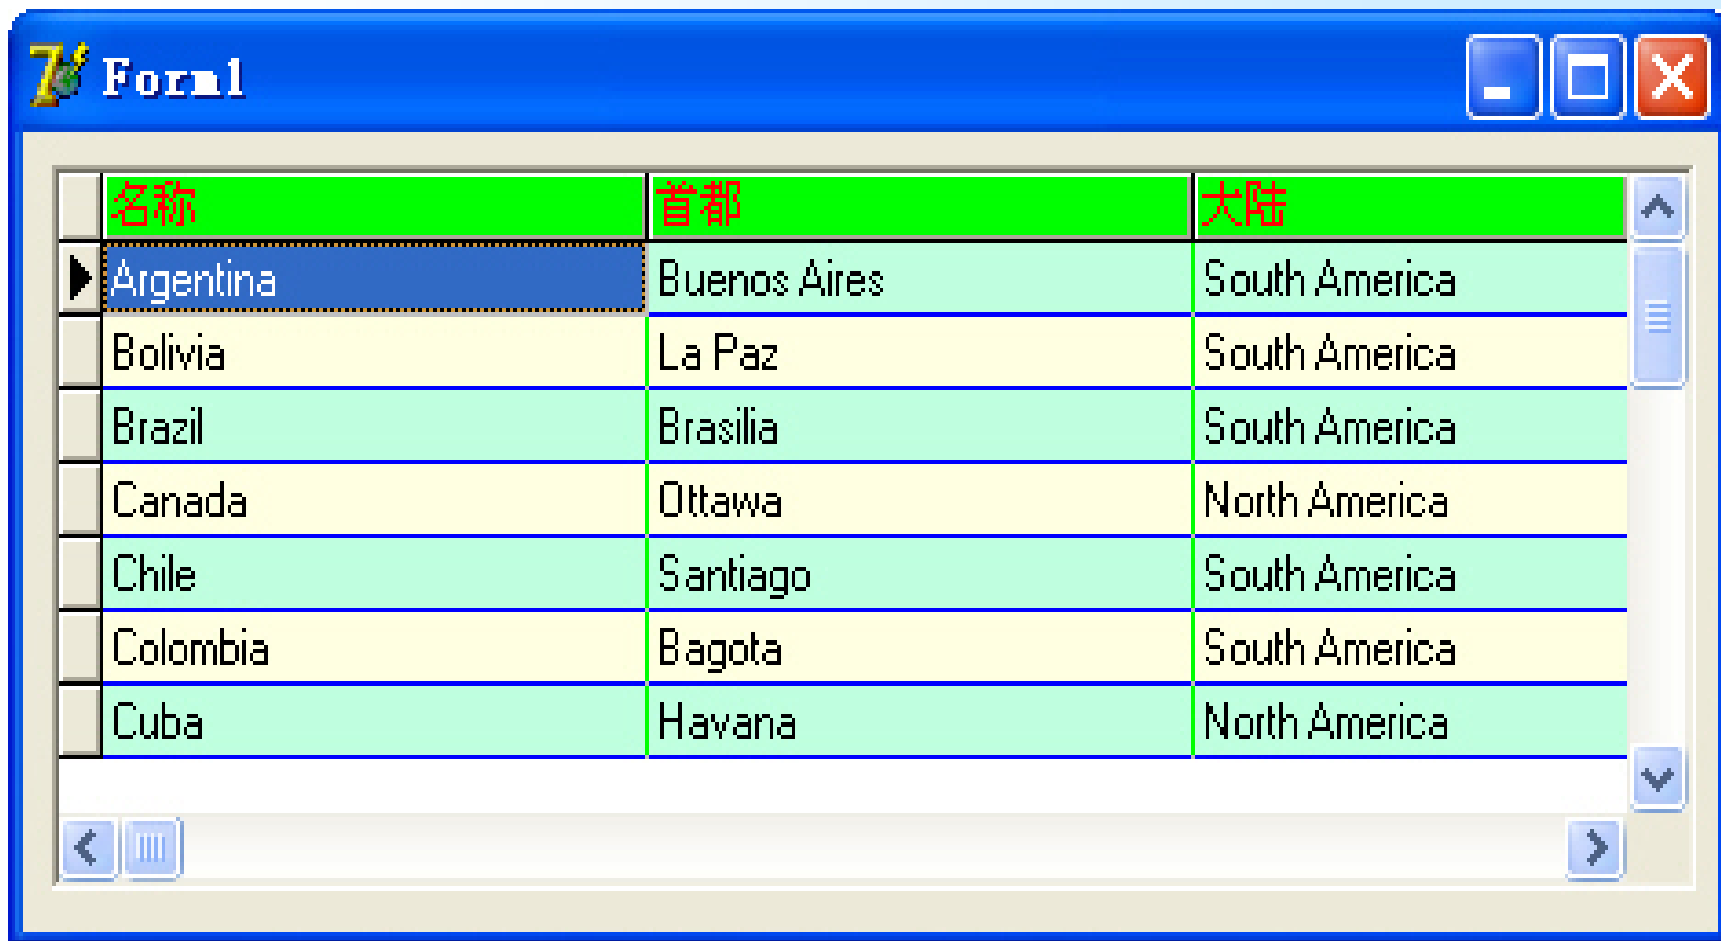 Form1
名称 首都 大陆
Argentina Buenos Aires South America
Bolivia La Paz South America
Brazil Brasilia South America
Canada Ottawa North America
Chile Santiago South America
Colombia Bagota South America
Cuba Havana North America